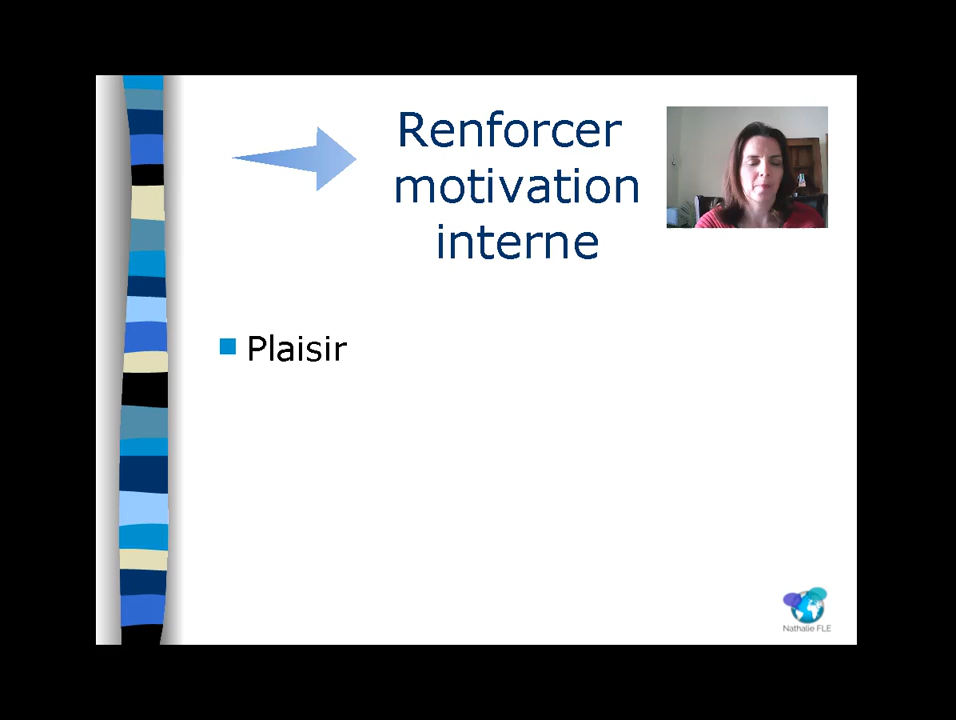 Renforcer
motivation
interne
Plaisir
Nathalie FLE